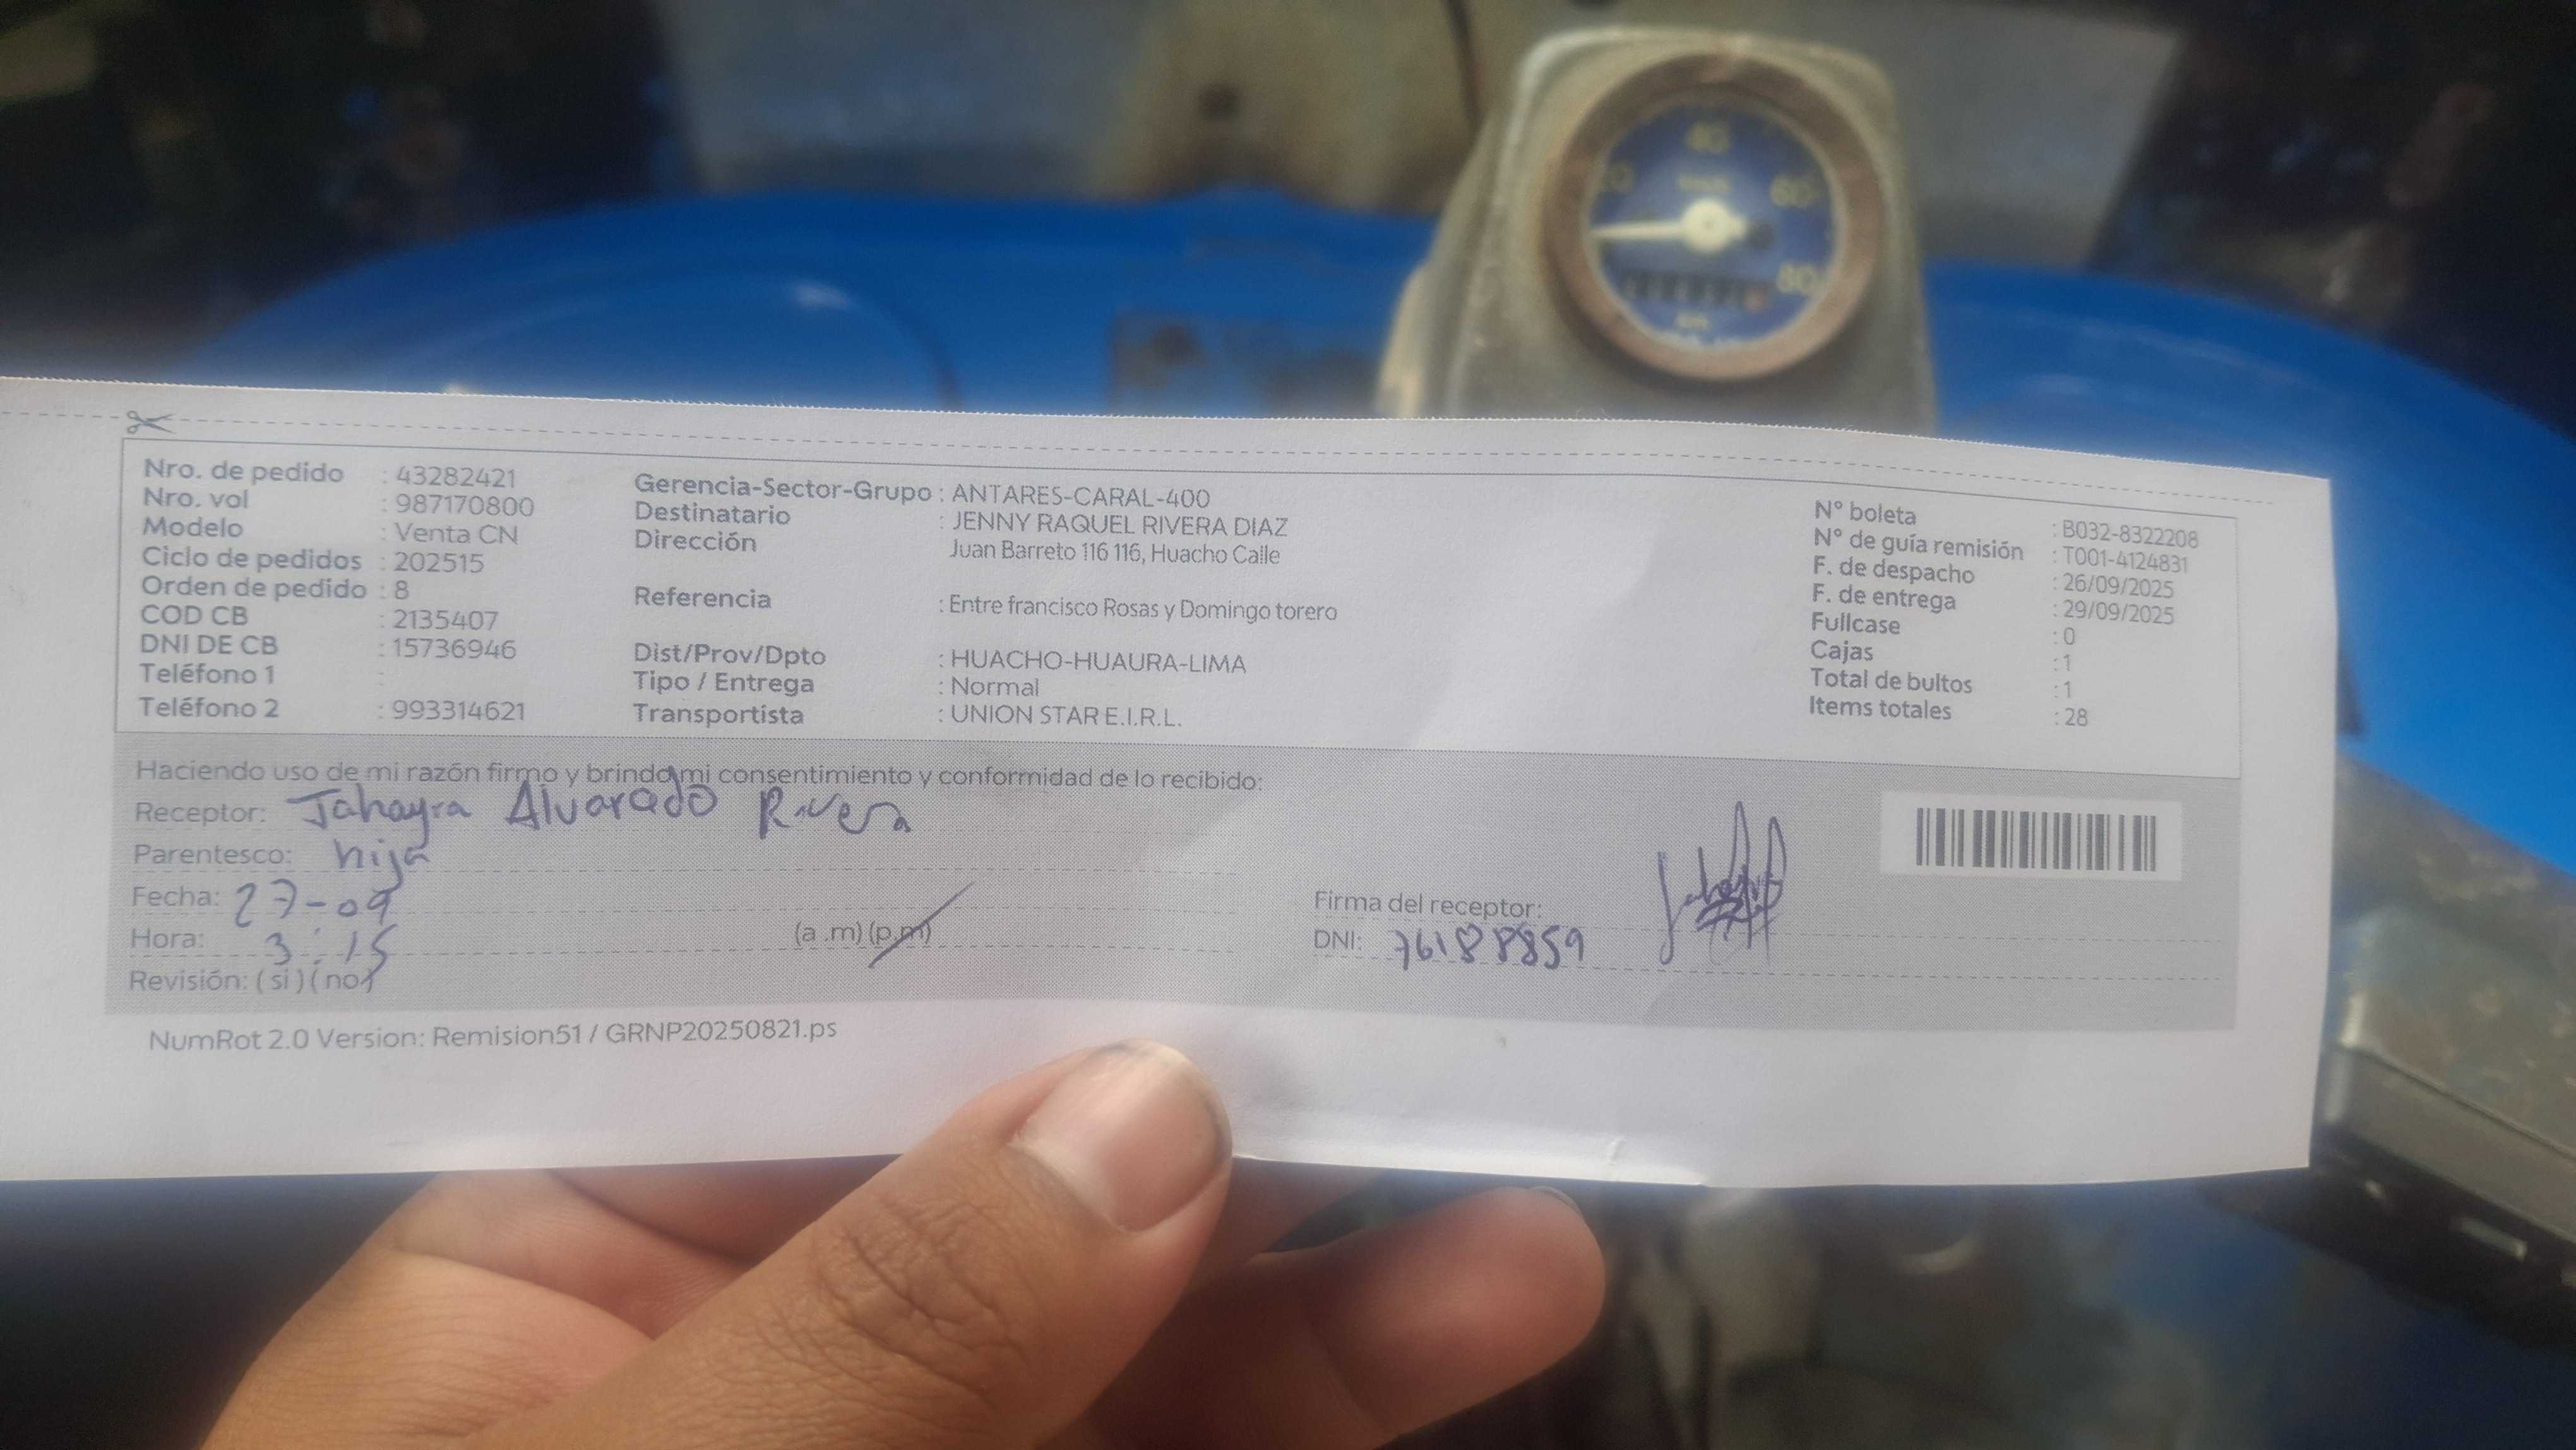 Nro. de pedido : 43282421
Nro. vol : 987170800
Modelo : Venta CN
Ciclo de pedidos : 202515
Orden de pedido : 8
COD CB : 2135407
DNI DE CB : 15736946
Teléfono 1 :
Teléfono 2 : 993314621
Gerencia-Sector-Grupo : ANTARES-CARAL-400
Destinatario : JENNY RAQUEL RIVERA DIAZ
Dirección Juan Barreto 116 116, Huacho Calle
Referencia : Entre francisco Rosas y Domingo torero
Dist/Prov/Dpto : HUACHO-HUAURA-LIMA
Tipo / Entrega : Normal
Transportista : UNION STAR E.I.R.L.
N° boleta : B032-8322208
N° de guía remisión : T001-4124831
F. de despacho : 26/09/2025
F. de entrega : 29/09/2025
Fullcase : 0
Cajas : 1
Total de bultos : 1
Items totales : 28
Haciendo uso de mi razón firmo y brindo mi consentimiento y conformidad de lo recibido:
Receptor: Jahayra Alvarado Rivera
Parentesco: hija
Fecha: 27-09
Hora: 3:15 (a .m) (p.m)
Revisión: (si) (no)
Firma del receptor:
DNI: 76188859
NumRot 2.0 Version: Remision51 / GRNP20250821.ps
40
60
80